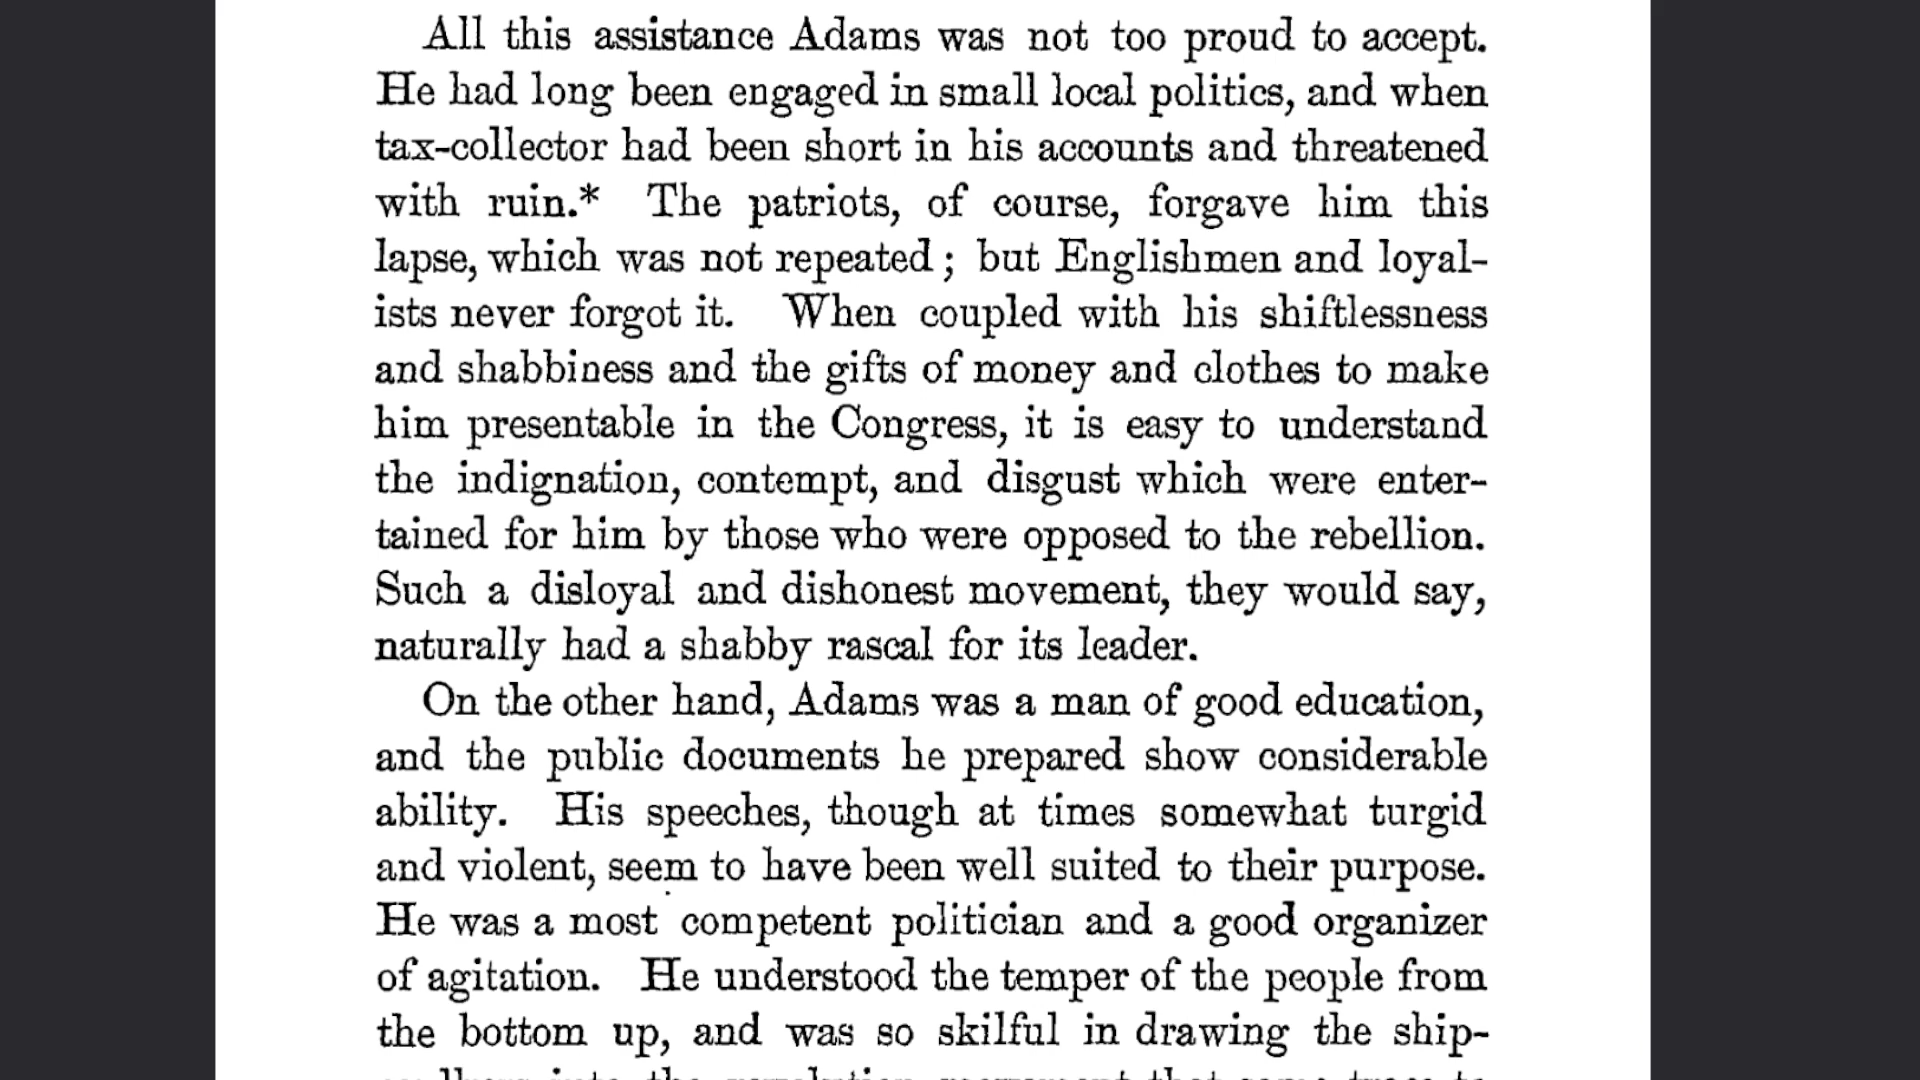 All this assistance Adams was not too proud to accept.
He had long been engaged in small local politics, and when
tax-collector had been short in his accounts and threatened
with ruin.* The patriots, of course, forgave him this
lapse, which was not repeated; but Englishmen and loyal-
ists never forgot it. When coupled with his shiftlessness
and shabbiness and the gifts of money and clothes to make
him presentable in the Congress, it is easy to understand
the indignation, contempt, and disgust which were enter-
tained for him by those who were opposed to the rebellion.
Such a disloyal and dishonest movement, they would say,
naturally had a shabby rascal for its leader.
On the other hand, Adams was a man of good education,
and the public documents he prepared show considerable
ability. His speeches, though at times somewhat turgid
and violent, seem to have been well suited to their purpose.
He was a most competent politician and a good organizer
of agitation. He understood the temper of the people from
the bottom up, and was so skilful in drawing the ship-